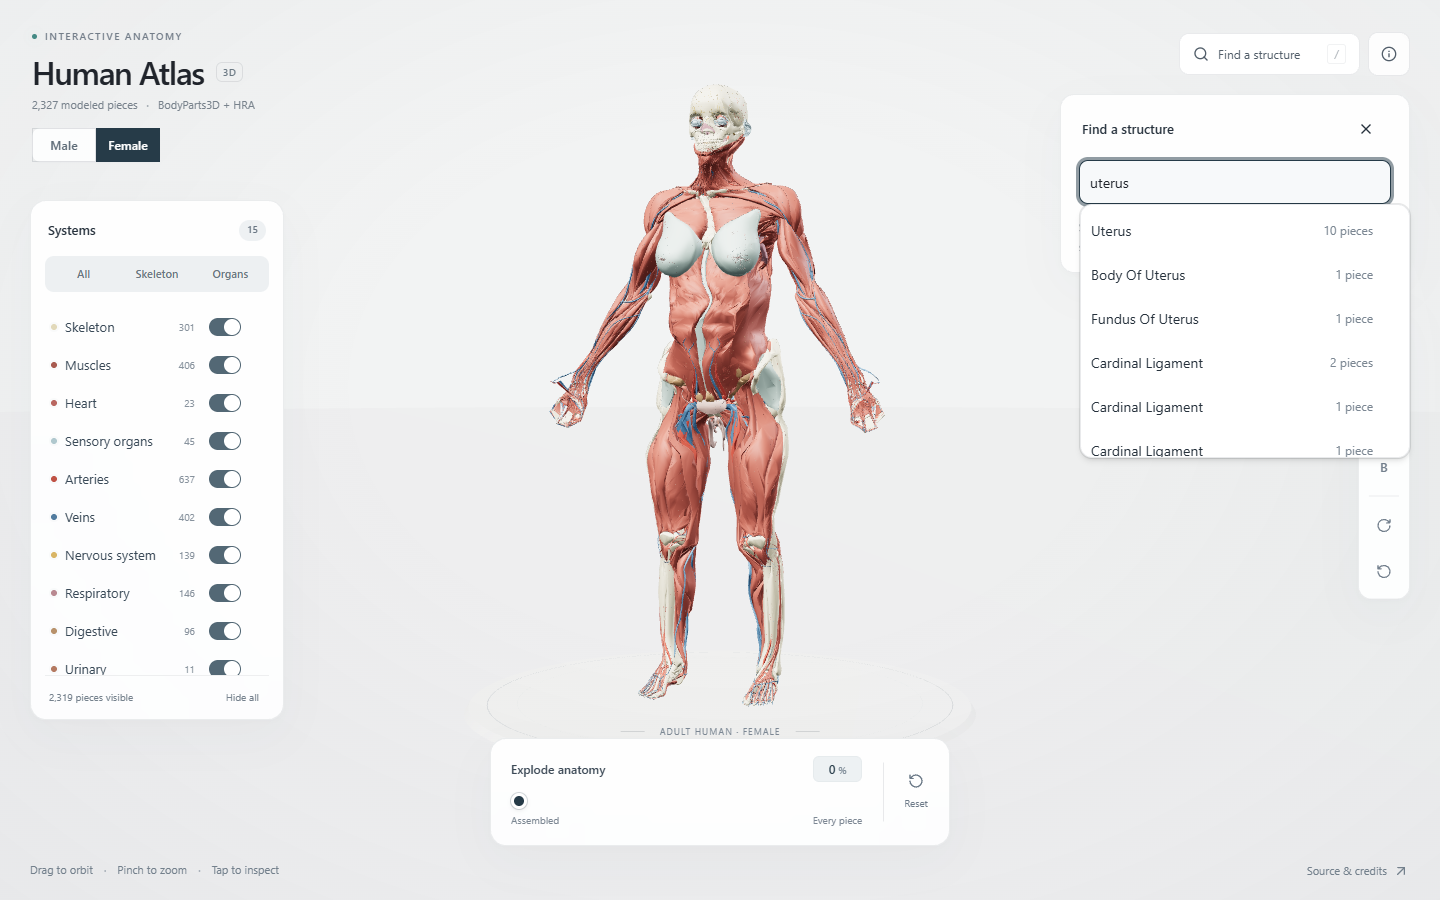 INTERACTIVE ANATOMY
Human Atlas 3D
2,327 modeled pieces · BodyParts3D + HRA
Male Female
Systems 15
All Skeleton Organs
Skeleton 301
Muscles 406
Heart 23
Sensory organs 45
Arteries 637
Veins 402
Nervous system 139
Respiratory 146
Digestive 96
Urinary 11
2,319 pieces visible Hide all
Find a structure /
Find a structure
uterus
Uterus 10 pieces
Body Of Uterus 1 piece
Fundus Of Uterus 1 piece
Cardinal Ligament 2 pieces
Cardinal Ligament 1 piece
Cardinal Ligament 1 piece
B
ADULT HUMAN · FEMALE
Explode anatomy 0 %
Assembled Every piece
Reset
Drag to orbit · Pinch to zoom · Tap to inspect
Source & credits